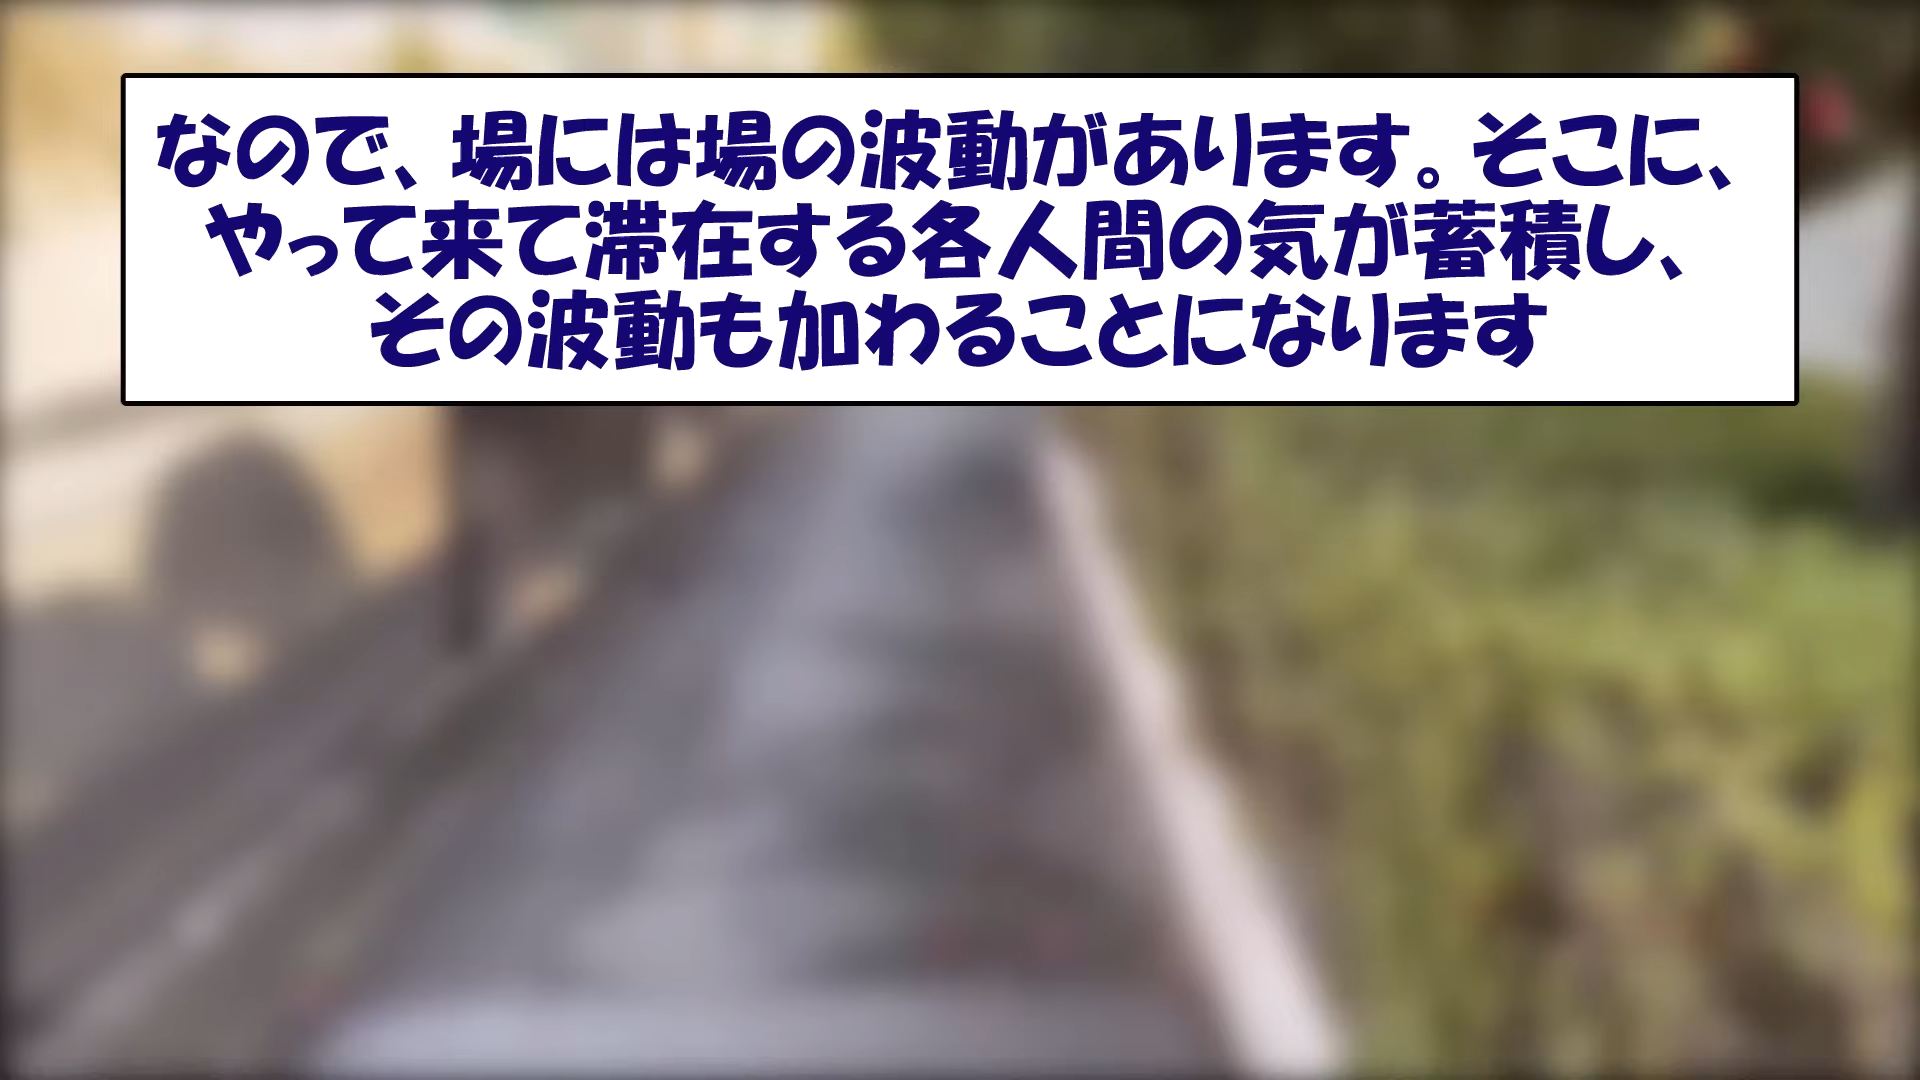 なので、場には場の波動があります。そこに、
やって来て滞在する各人間の気が蓄積し、
その波動も加わることになります